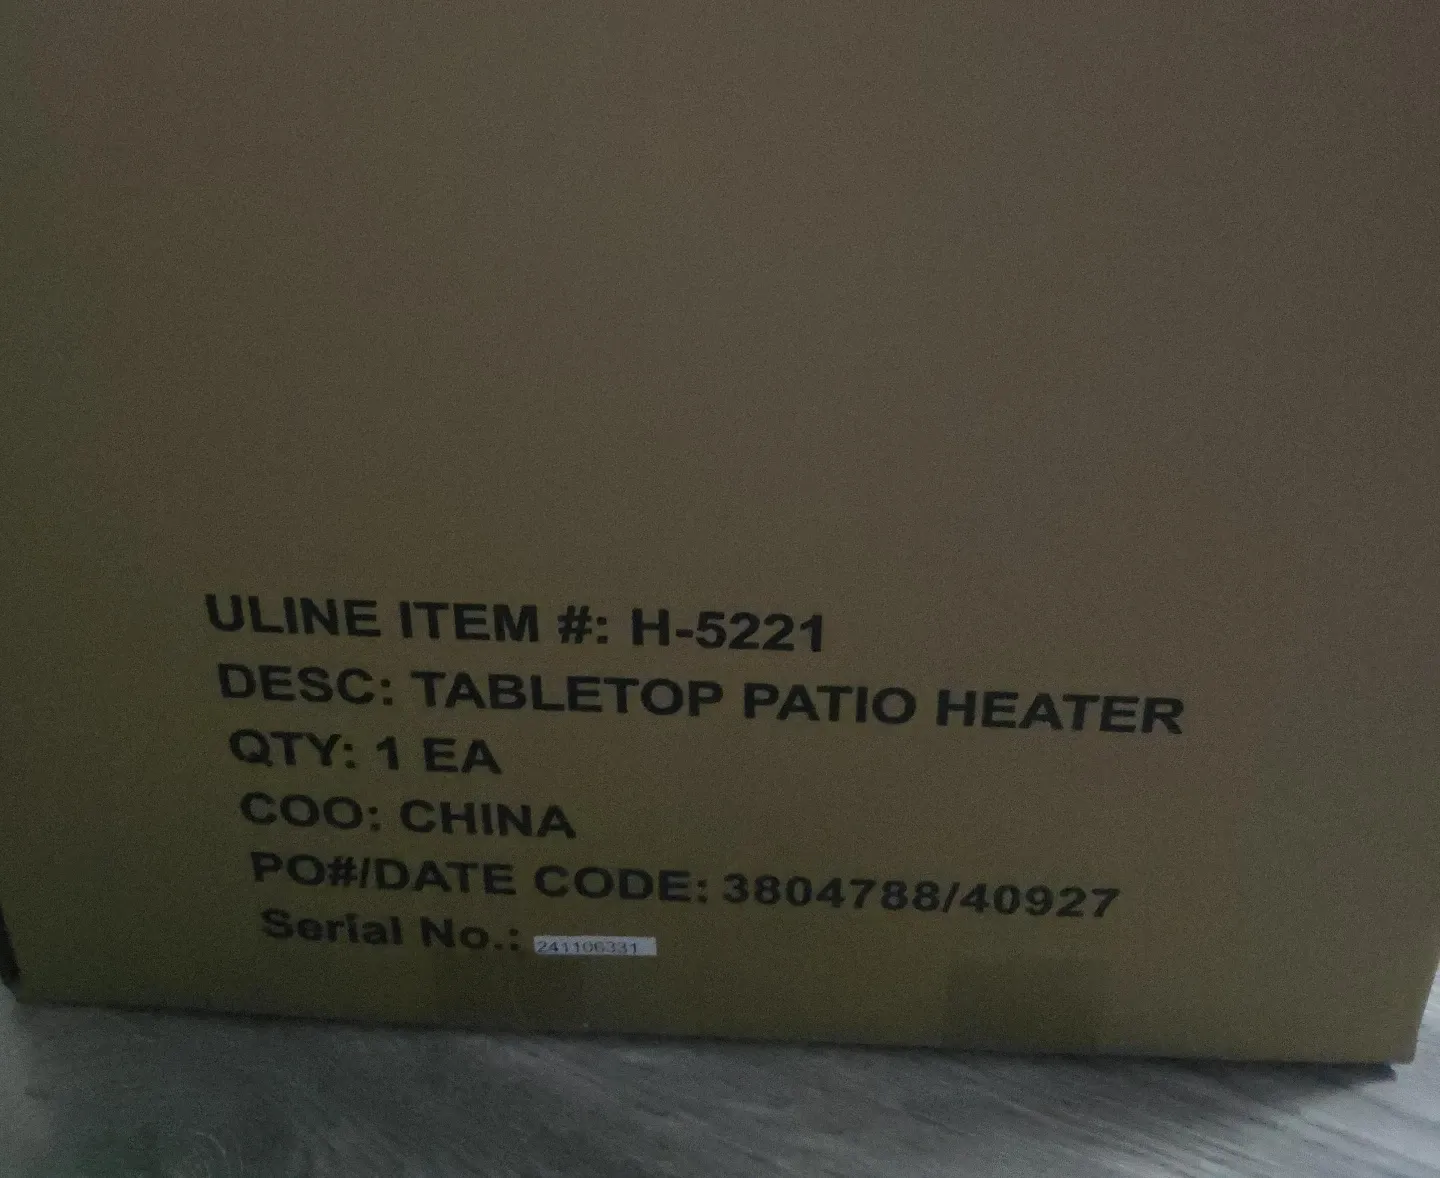 ULINE ITEM #: H-5221
DESC: TABLETOP PATIO HEATER
QTY: 1 EA
COO: CHINA
PO#/DATE CODE: 3804788/40927
Serial No.: 241106331